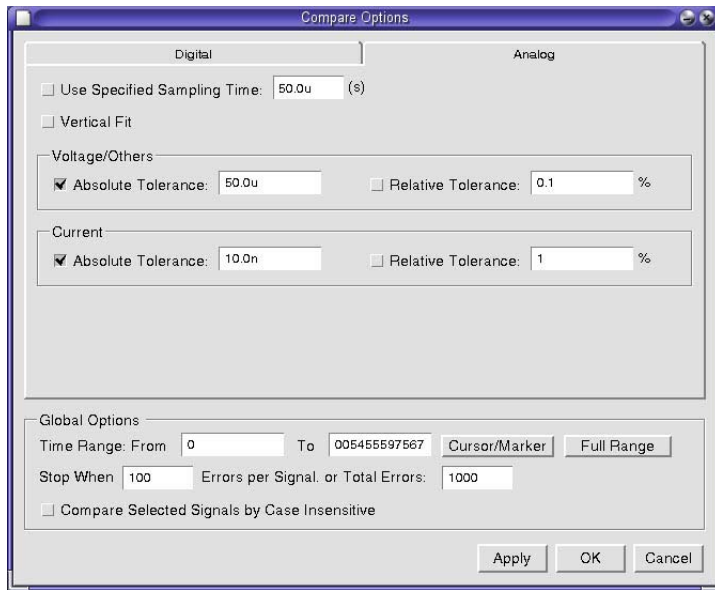 Compare Options
Digital Analog
Use Specified Sampling Time: 50.0u (s)
Vertical Fit
Voltage/Others
Absolute Tolerance: 50.0u Relative Tolerance: 0.1 %
Current
Absolute Tolerance: 10.0n Relative Tolerance: 1 %
Global Options
Time Range: From 0 To 005455597567 Cursor/Marker Full Range
Stop When 100 Errors per Signal. or Total Errors: 1000
Compare Selected Signals by Case Insensitive
Apply OK Cancel